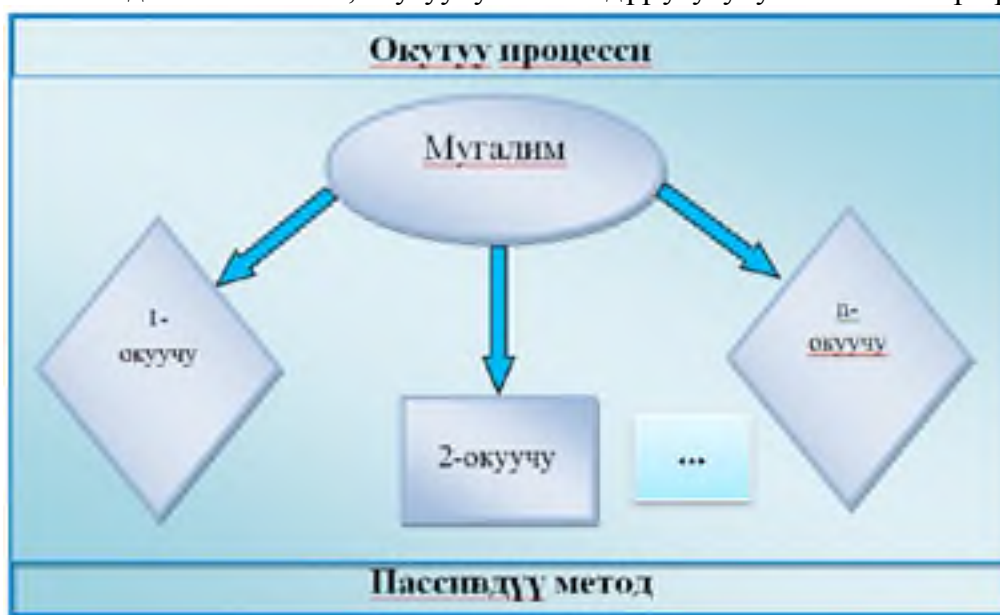 Окутуу процесси
Мугалим
1-
окуучу
n-
окуучу
2-окуучу
...
Пассивдүү метод